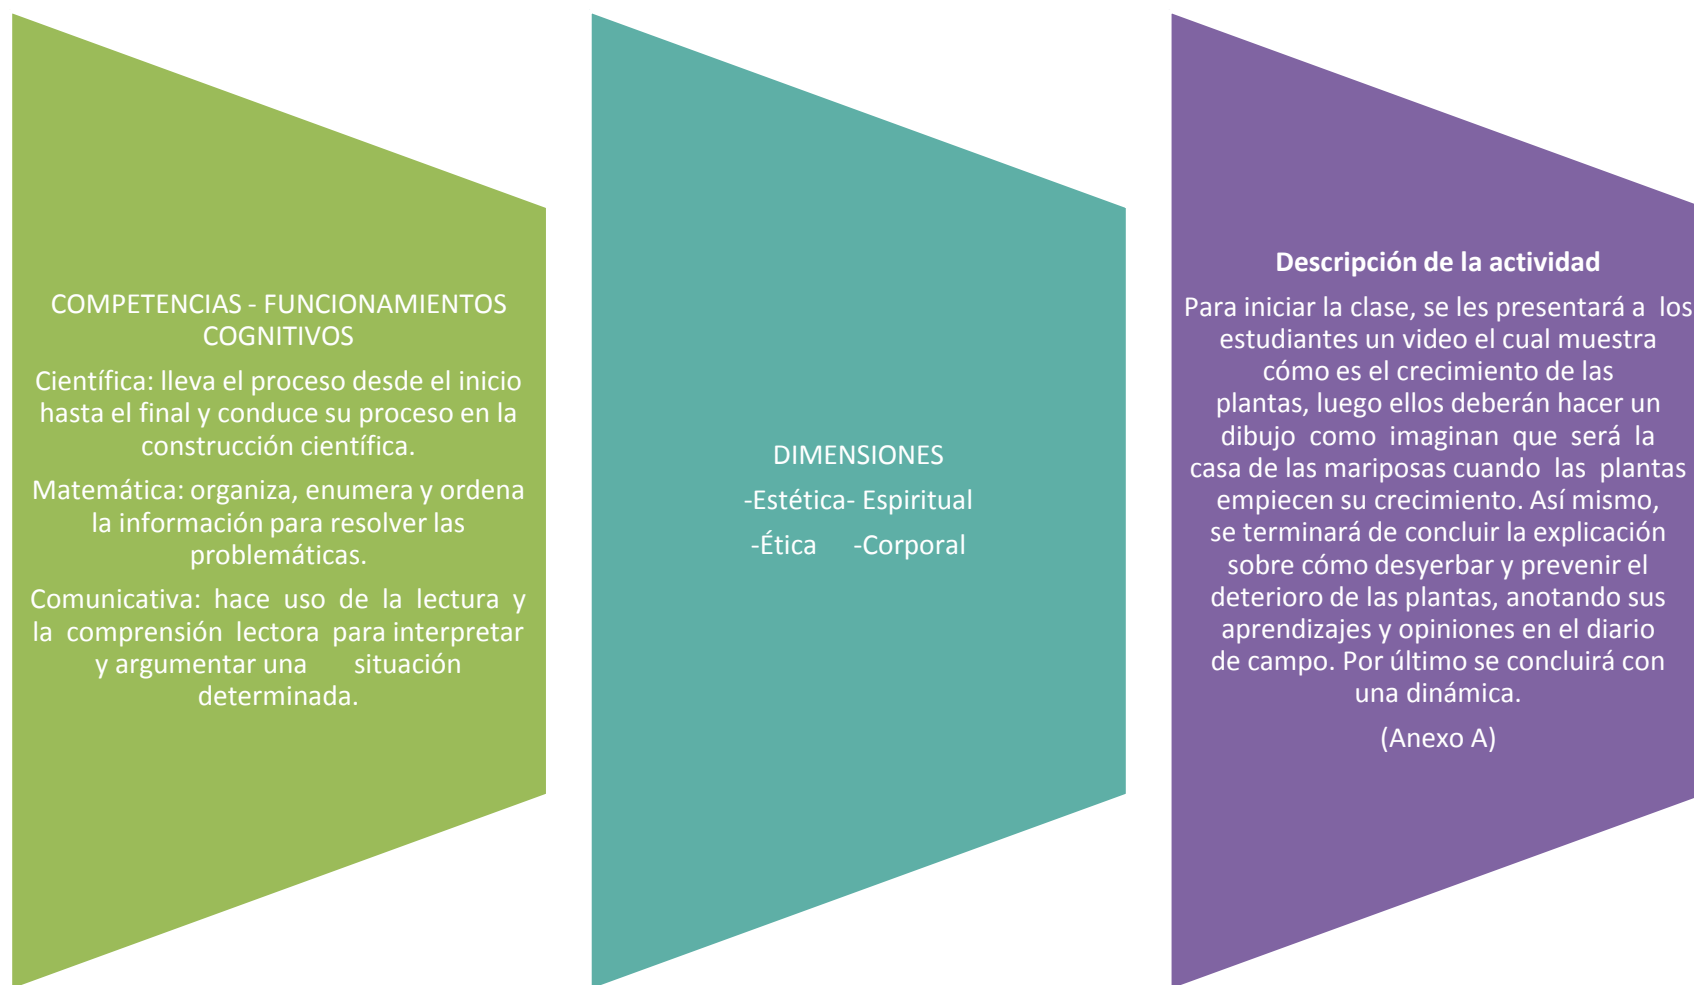 COMPETENCIAS - FUNCIONAMIENTOS
COGNITIVOS
Científica: lleva el proceso desde el inicio
hasta el final y conduce su proceso en la
construcción científica.
Matemática: organiza, enumera y ordena
la información para resolver las
problemáticas.
Comunicativa: hace uso de la lectura y
la comprensión lectora para interpretar
y argumentar una situación
determinada.
DIMENSIONES
-Estética- Espiritual
-Ética -Corporal
Descripción de la actividad
Para iniciar la clase, se les presentará a los
estudiantes un video el cual muestra
cómo es el crecimiento de las
plantas, luego ellos deberán hacer un
dibujo como imaginan que será la
casa de las mariposas cuando las plantas
empiecen su crecimiento. Así mismo,
se terminará de concluir la explicación
sobre cómo desyerbar y prevenir el
deterioro de las plantas, anotando sus
aprendizajes y opiniones en el diario
de campo. Por último se concluirá con
una dinámica.
(Anexo A)